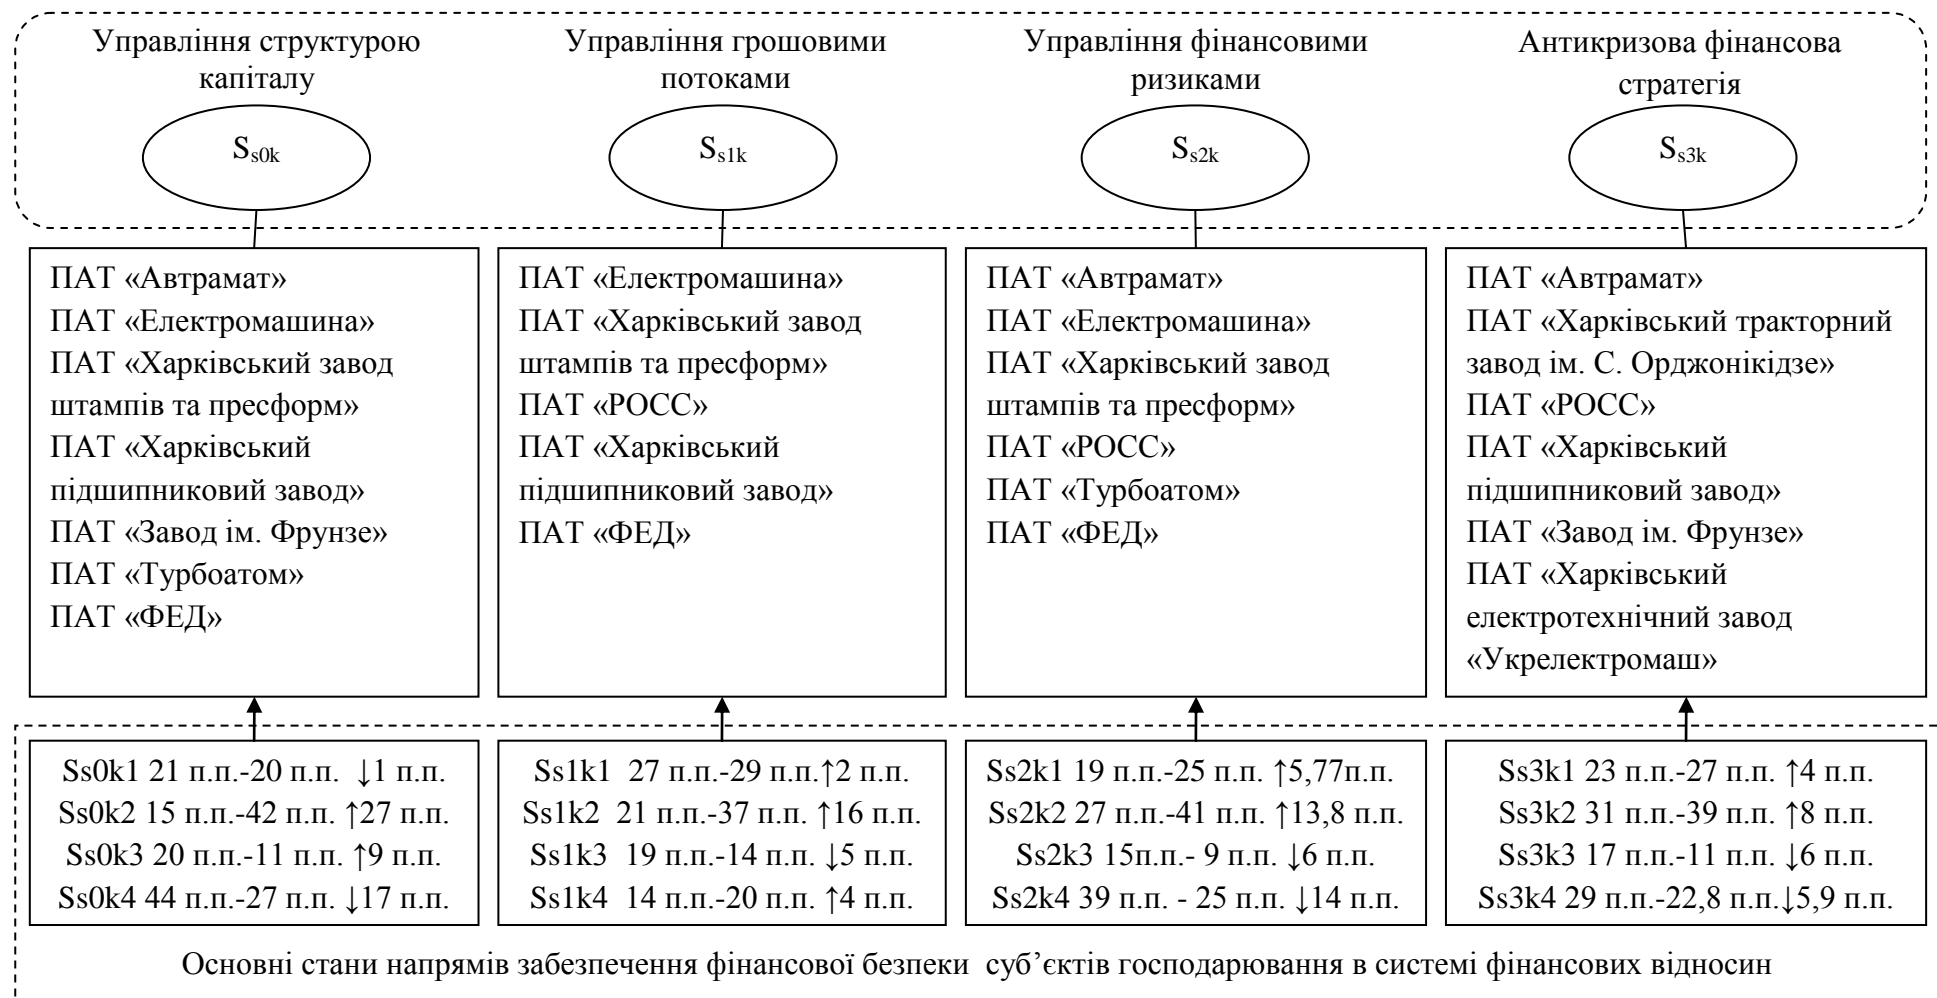 Управління структурою
капіталу
Управління грошовими
потоками
Управління фінансовими
ризиками
Антикризова фінансова
стратегія
Ss0k
Ss1k
Ss2k
Ss3k
ПАТ «Автрамат»
ПАТ «Електромашина»
ПАТ «Харківський завод
штампів та пресформ»
ПАТ «Харківський
підшипниковий завод»
ПАТ «Завод ім. Фрунзе»
ПАТ «Турбоатом»
ПАТ «ФЕД»
ПАТ «Електромашина»
ПАТ «Харківський завод
штампів та пресформ»
ПАТ «РОСС»
ПАТ «Харківський
підшипниковий завод»
ПАТ «ФЕД»
ПАТ «Автрамат»
ПАТ «Електромашина»
ПАТ «Харківський завод
штампів та пресформ»
ПАТ «РОСС»
ПАТ «Турбоатом»
ПАТ «ФЕД»
ПАТ «Автрамат»
ПАТ «Харківський тракторний
завод ім. С. Орджонікідзе»
ПАТ «РОСС»
ПАТ «Харківський
підшипниковий завод»
ПАТ «Завод ім. Фрунзе»
ПАТ «Харківський
електротехнічний завод
«Укрелектромаш»
Ss0k1 21 п.п.-20 п.п. ↓1 п.п.
Ss0k2 15 п.п.-42 п.п. ↑27 п.п.
Ss0k3 20 п.п.-11 п.п. ↑9 п.п.
Ss0k4 44 п.п.-27 п.п. ↓17 п.п.
Ss1k1 27 п.п.-29 п.п.↑2 п.п.
Ss1k2 21 п.п.-37 п.п. ↑16 п.п.
Ss1k3 19 п.п.-14 п.п. ↓5 п.п.
Ss1k4 14 п.п.-20 п.п. ↑4 п.п.
Ss2k1 19 п.п.-25 п.п. ↑5,77п.п.
Ss2k2 27 п.п.-41 п.п. ↑13,8 п.п.
Ss2k3 15п.п.- 9 п.п. ↓6 п.п.
Ss2k4 39 п.п. - 25 п.п. ↓14 п.п.
Ss3k1 23 п.п.-27 п.п. ↑4 п.п.
Ss3k2 31 п.п.-39 п.п. ↑8 п.п.
Ss3k3 17 п.п.-11 п.п. ↓6 п.п.
Ss3k4 29 п.п.-22,8 п.п.↓5,9 п.п.
Основні стани напрямів забезпечення фінансової безпеки суб’єктів господарювання в системі фінансових відносин